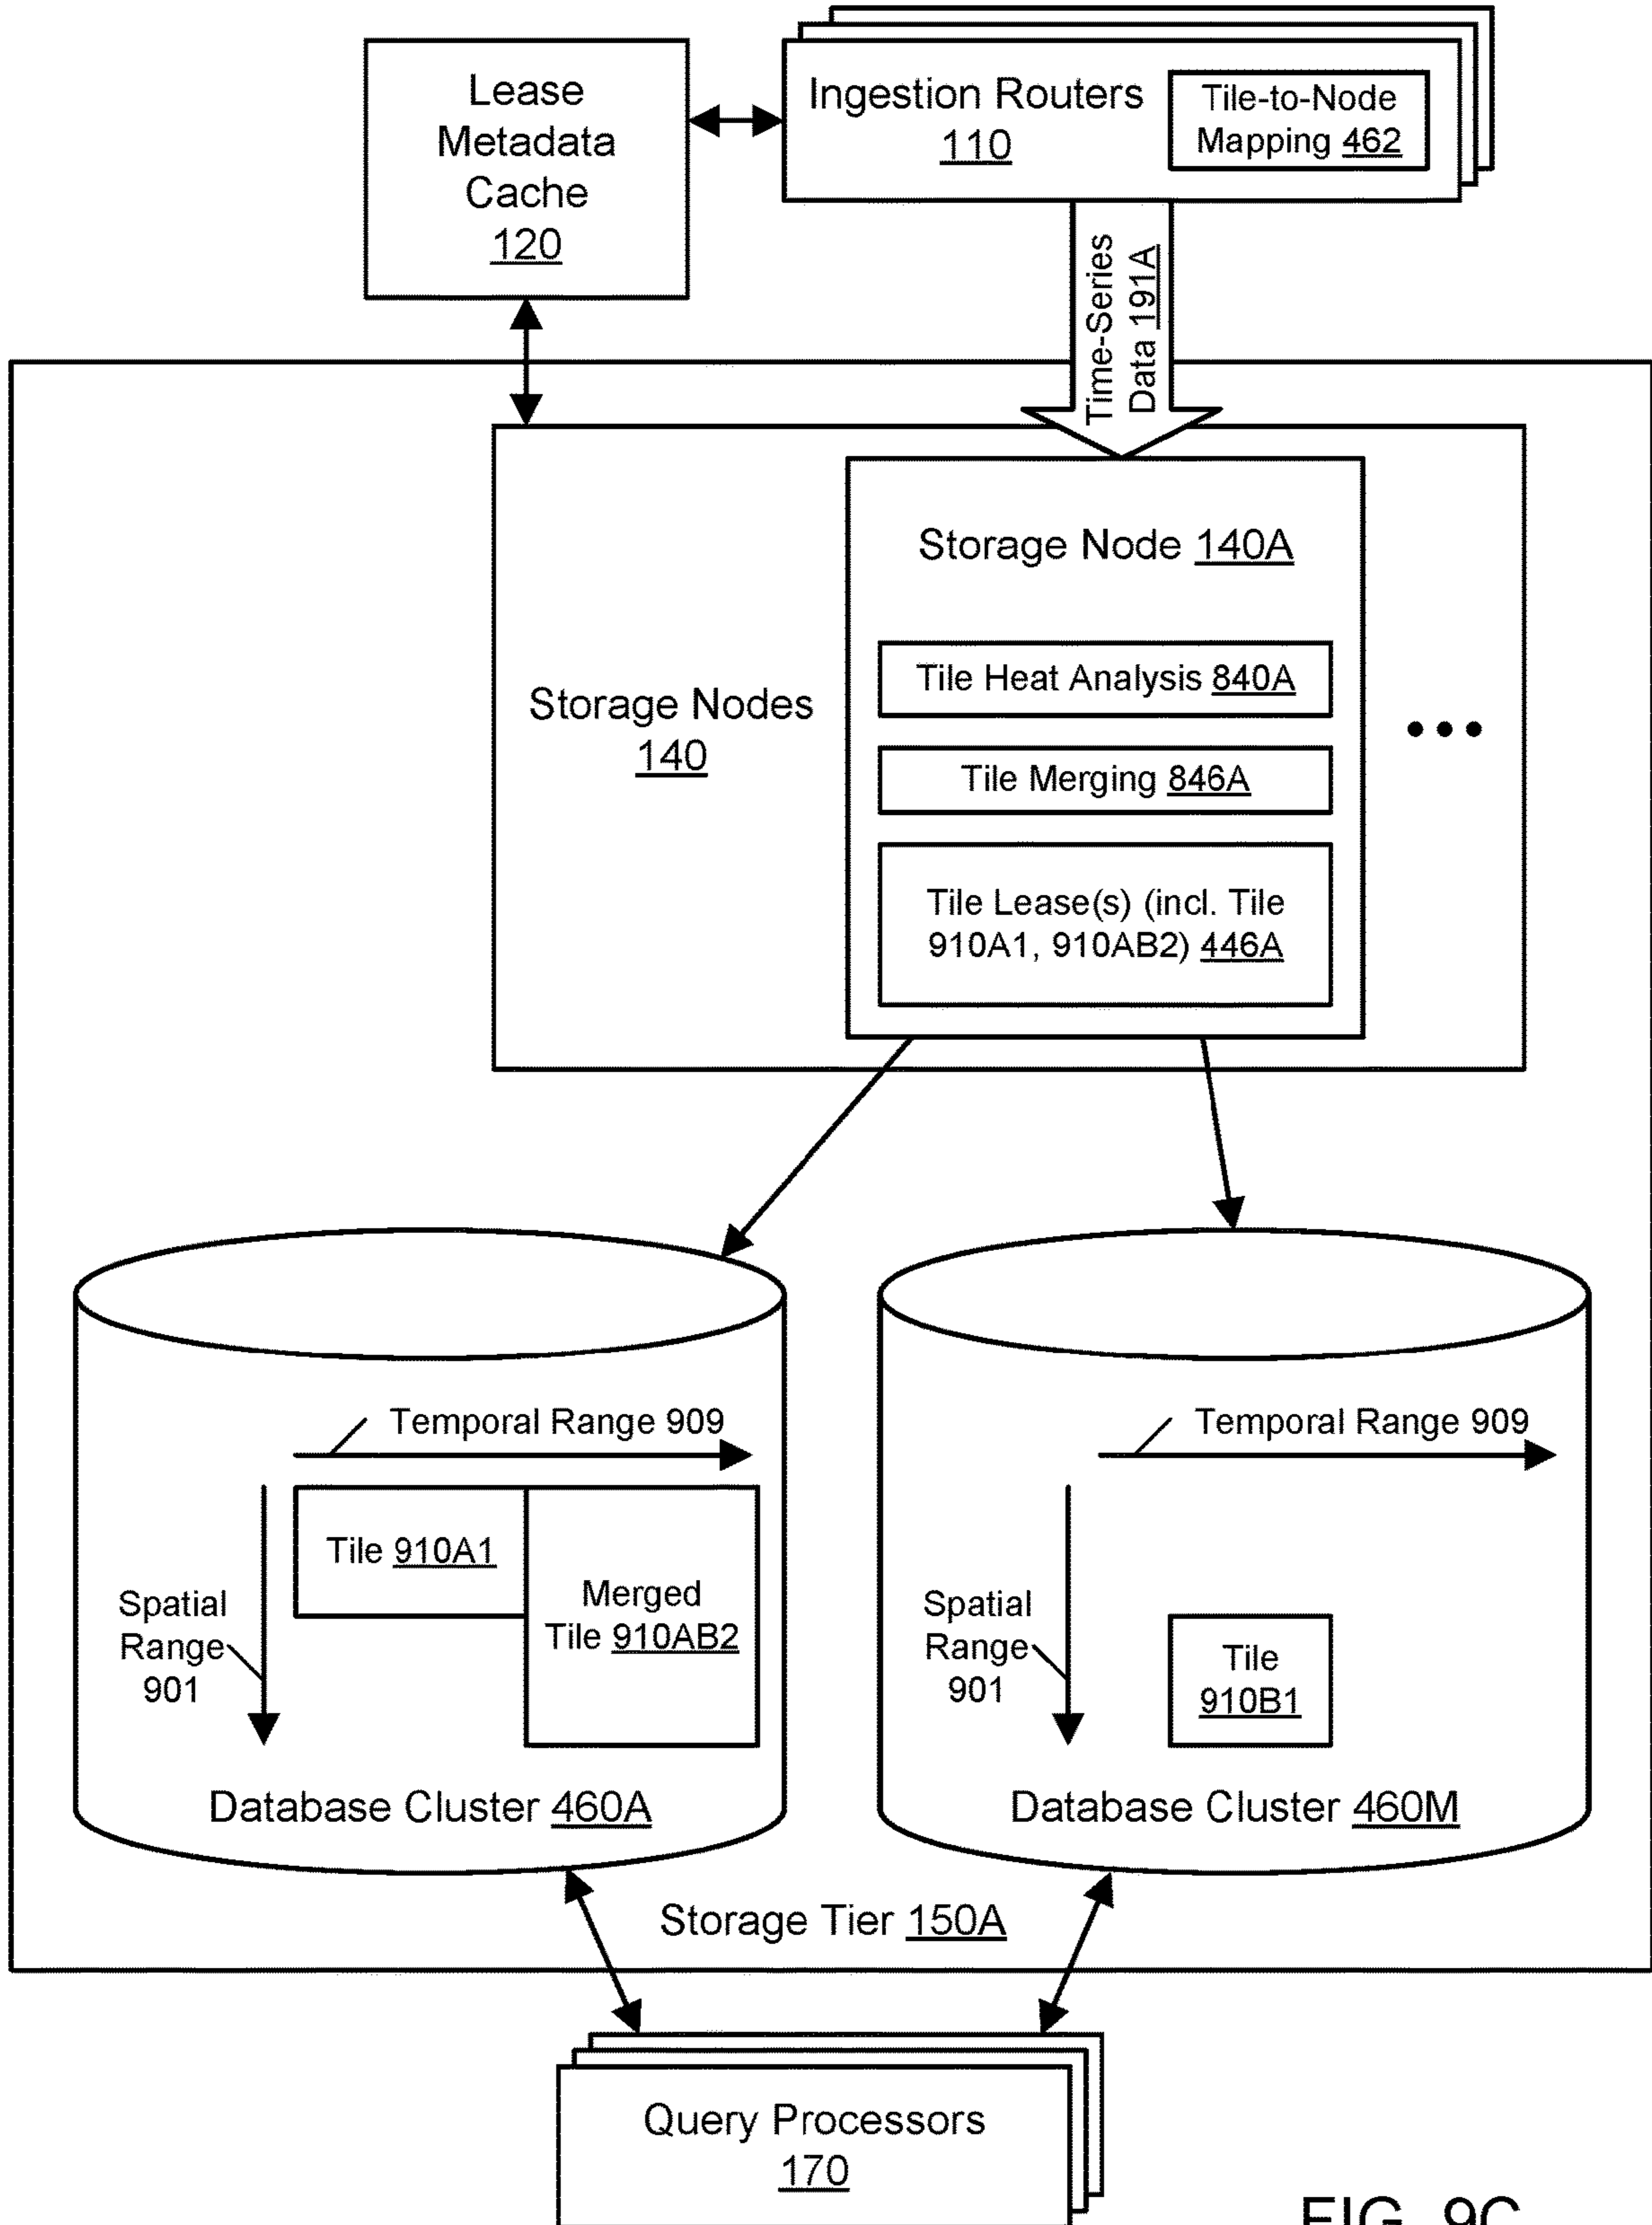 Lease
Metadata
Cache
120
Ingestion Routers
110
Tile-to-Node
Mapping 462
Time-Series
Data 191A
Storage Node 140A
Tile Heat Analysis 840A
Storage Nodes
140
Tile Merging 846A
Tile Lease(s) (incl. Tile
910A1, 910AB2) 446A
Temporal Range 909
Tile 910A1
Merged
Tile 910AB2
Spatial
Range
901
Database Cluster 460A
Temporal Range 909
Spatial
Range
901
Tile
910B1
Database Cluster 460M
Storage Tier 150A
Query Processors
170
FIG. 9C